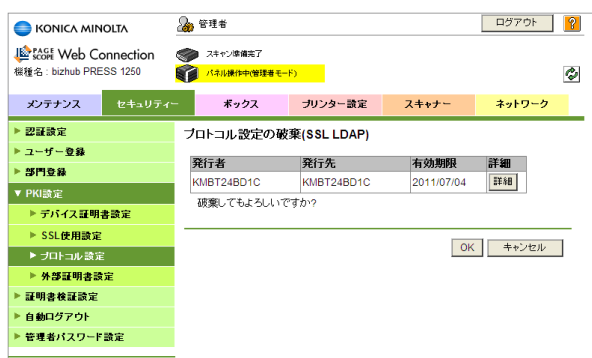 KONICA MINOLTA
管理者
ログアウト
?
PAGE SCOPE Web Connection
スキャン準備完了
機種名 : bizhub PRESS 1250
パネル操作中(管理者モード)
メンテナンス
セキュリティー
ボックス
プリンター設定
スキャナー
ネットワーク
認証設定
ユーザー登録
部門登録
PKI設定
デバイス証明書設定
SSL使用設定
プロトコル設定
外部証明書設定
証明書検証設定
自動ログアウト
管理者パスワード設定
プロトコル設定の破棄(SSL LDAP)
発行者 発行先 有効期限 詳細
KMBT24BD1C KMBT24BD1C 2011/07/04 詳細
破棄してもよろしいですか?
OK キャンセル